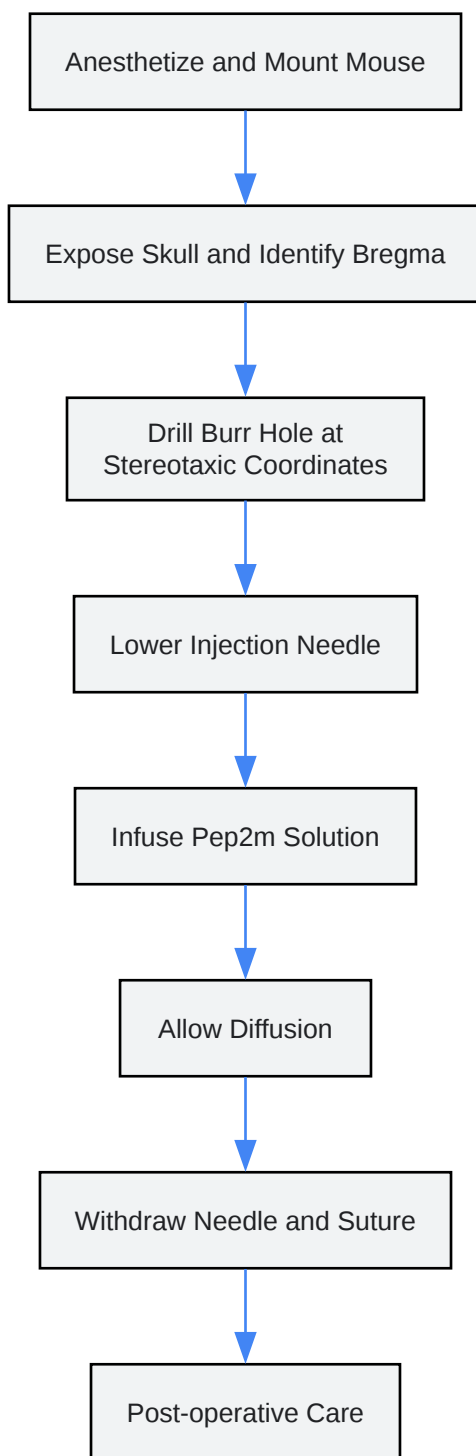 Anesthetize and Mount Mouse
Expose Skull and Identify Bregma
Drill Burr Hole at
Stereotaxic Coordinates
Lower Injection Needle
Infuse Pep2m Solution
Allow Diffusion
Withdraw Needle and Suture
Post-operative Care